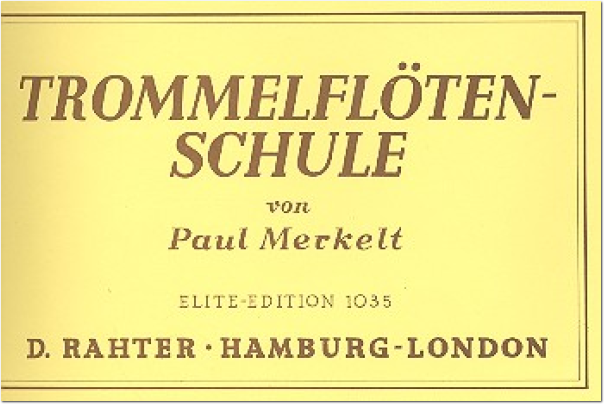 TROMMELFLÖTEN-
SCHULE
von
Paul Merkelt
ELITE-EDITION 1035
D. RAHTER · HAMBURG-LONDON